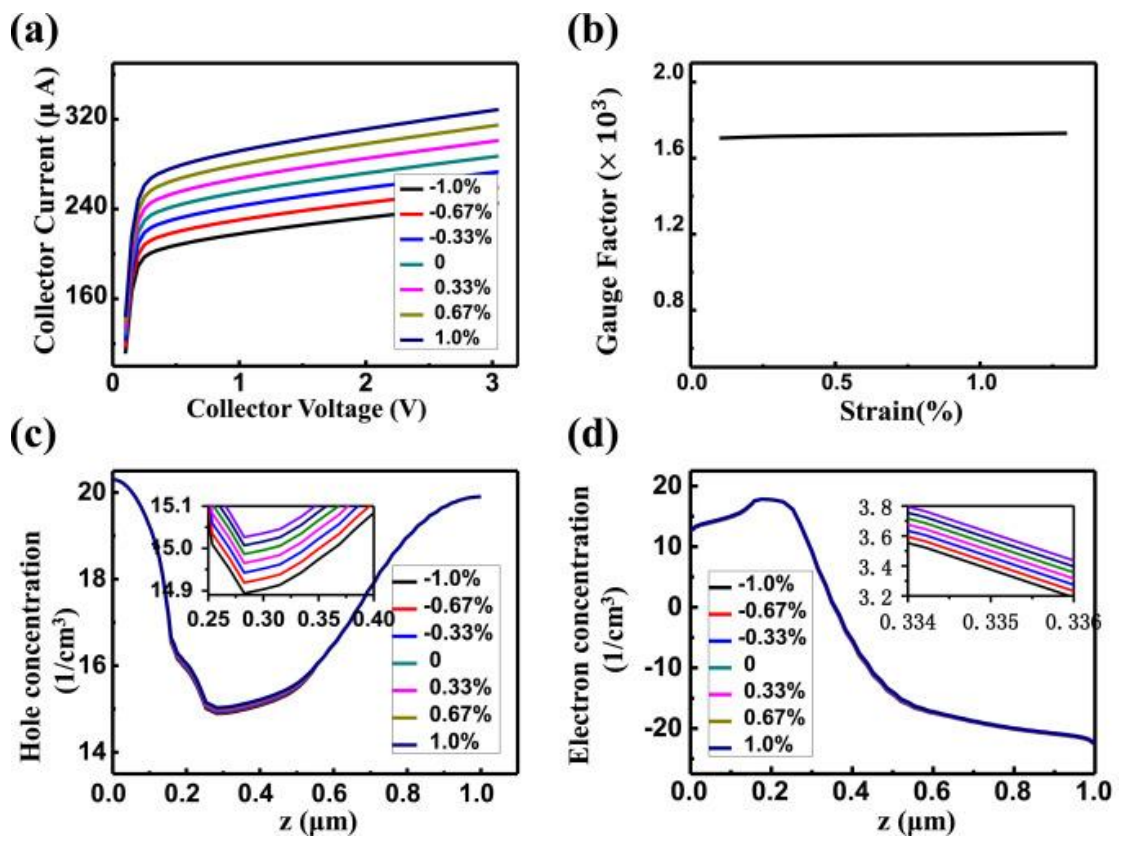 (a)
Collector Current (μ A)
320
240
160
0
1
2
3
Collector Voltage (V)
-1.0%
-0.67%
-0.33%
0
0.33%
0.67%
1.0%
(b)
Gauge Factor (× 10³)
2.0
1.6
1.2
0.8
0.0
0.5
1.0
Strain(%)
(c)
Hole concentration
(1/cm³)
20
18
16
14
0.0 0.2 0.4 0.6 0.8 1.0
z (μm)
15.1
15.0
14.9
0.25 0.30 0.35 0.40
-1.0%
-0.67%
-0.33%
0
0.33%
0.67%
1.0%
(d)
Electron concentration
(1/cm³)
20
10
0
-10
-20
0.0 0.2 0.4 0.6 0.8 1.0
z (μm)
3.8
3.6
3.4
3.2
0.334 0.335 0.336
-1.0%
-0.67%
-0.33%
0
0.33%
0.67%
1.0%